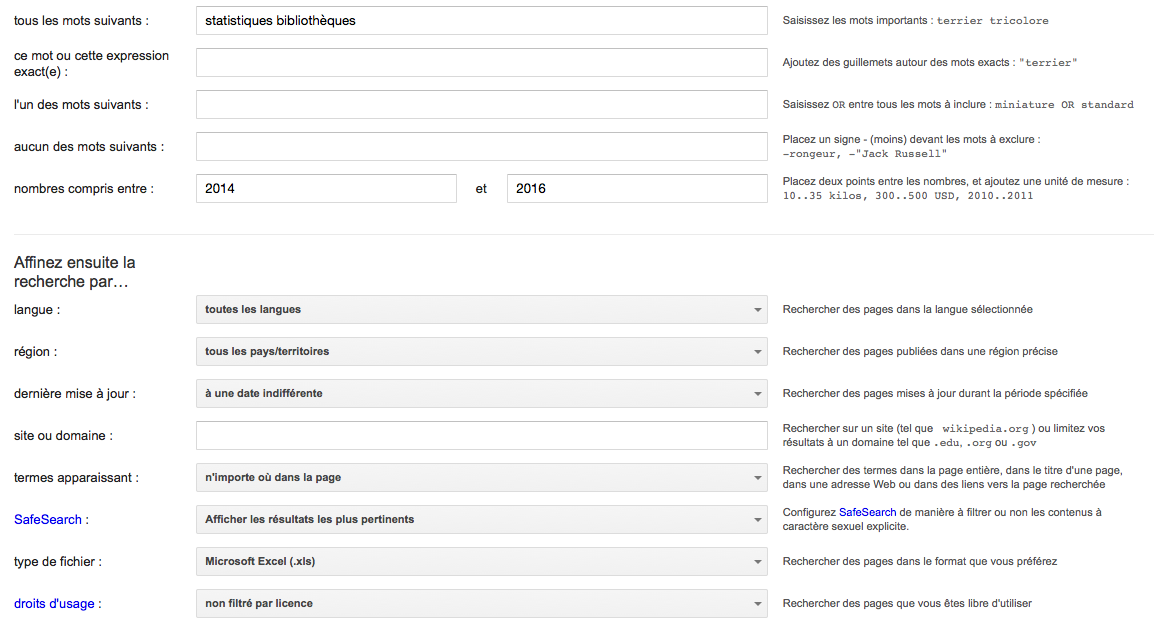 tous les mots suivants : statistiques bibliothèques Saisissez les mots importants : terrier tricolore
ce mot ou cette expression
exact(e) : Ajoutez des guillemets autour des mots exacts : "terrier"
l'un des mots suivants : Saisissez OR entre tous les mots à inclure : miniature OR standard
aucun des mots suivants : Placez un signe - (moins) devant les mots à exclure :
-rongeur, -"Jack Russell"
nombres compris entre : 2014 et 2016 Placez deux points entre les nombres, et ajoutez une unité de mesure :
10..35 kilos, 300..500 USD, 2010..2011
Affinez ensuite la
recherche par…
langue : toutes les langues Rechercher des pages dans la langue sélectionnée
région : tous les pays/territoires Rechercher des pages publiées dans une région précise
dernière mise à jour : à une date indifférente Rechercher des pages mises à jour durant la période spécifiée
site ou domaine : Rechercher sur un site (tel que wikipedia.org ) ou limitez vos
résultats à un domaine tel que .edu, .org ou .gov
termes apparaissant : n'importe où dans la page Rechercher des termes dans la page entière, dans le titre d'une page,
dans une adresse Web ou dans des liens vers la page recherchée
SafeSearch : Afficher les résultats les plus pertinents Configurez SafeSearch de manière à filtrer ou non les contenus à
caractère sexuel explicite.
type de fichier : Microsoft Excel (.xls) Rechercher des pages dans le format que vous préférez
droits d'usage : non filtré par licence Rechercher des pages que vous êtes libre d'utiliser